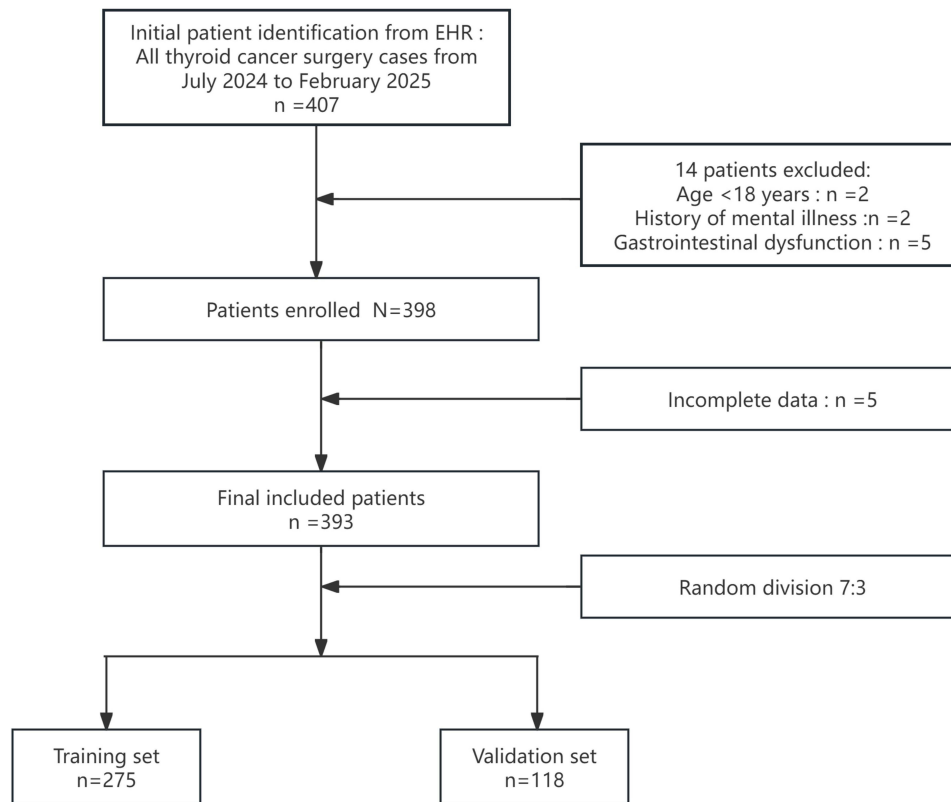 Initial patient identification from EHR :
All thyroid cancer surgery cases from
July 2024 to February 2025
n =407
14 patients excluded:
Age <18 years : n =2
History of mental illness :n =2
Gastrointestinal dysfunction : n =5
Patients enrolled  N=398
Incomplete data : n =5
Final included patients
n =393
Random division 7:3
Training set
n=275
Validation set
n=118